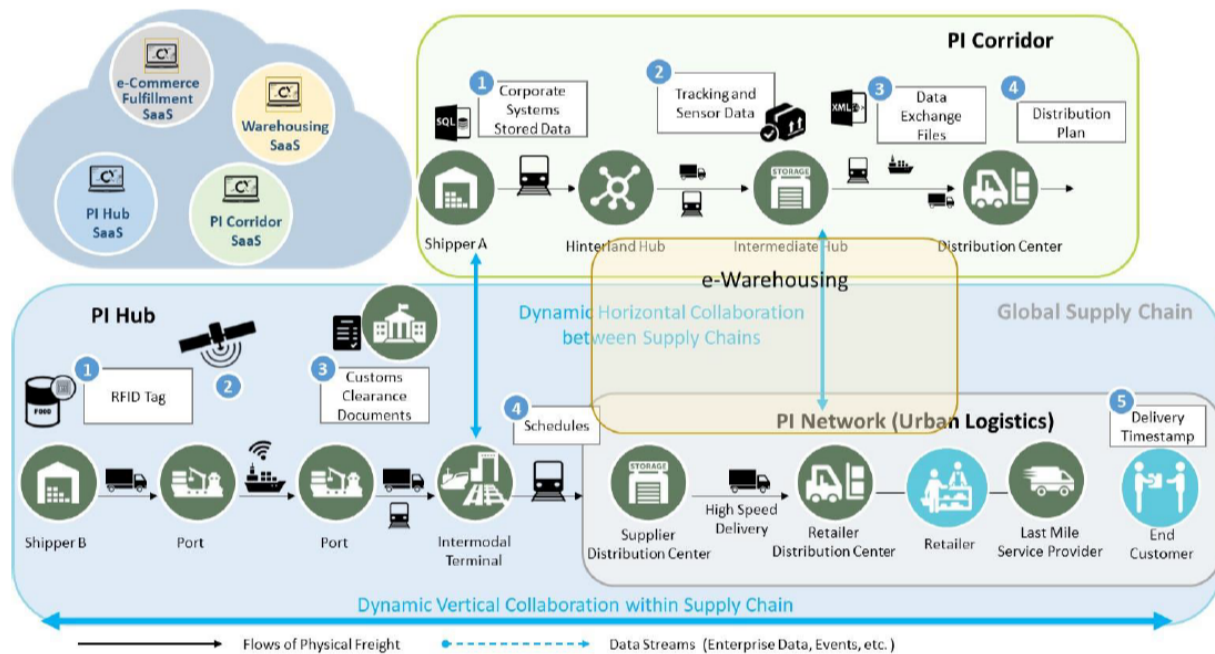 e-Commerce
Fulfillment
SaaS
Warehousing
SaaS
PI Hub
SaaS
PI Corridor
SaaS
PI Corridor
1
Corporate
Systems
Stored Data
SQL
2
Tracking and
Sensor Data
XML
3
Data
Exchange
Files
4
Distribution
Plan
STORAGE
Shipper A
Hinterland Hub
Intermediate Hub
Distribution Center
e-Warehousing
PI Hub
Dynamic Horizontal Collaboration
between Supply Chains
Global Supply Chain
1
RFID Tag
FOOD
2
3
Customs
Clearance
Documents
4
Schedules
PI Network (Urban Logistics)
5
Delivery
Timestamp
STORAGE
Shipper B
Port
Port
Intermodal
Terminal
Supplier
Distribution Center
High Speed
Delivery
Retailer
Distribution Center
Retailer
Last Mile
Service Provider
End
Customer
Dynamic Vertical Collaboration within Supply Chain
Flows of Physical Freight
Data Streams (Enterprise Data, Events, etc.)